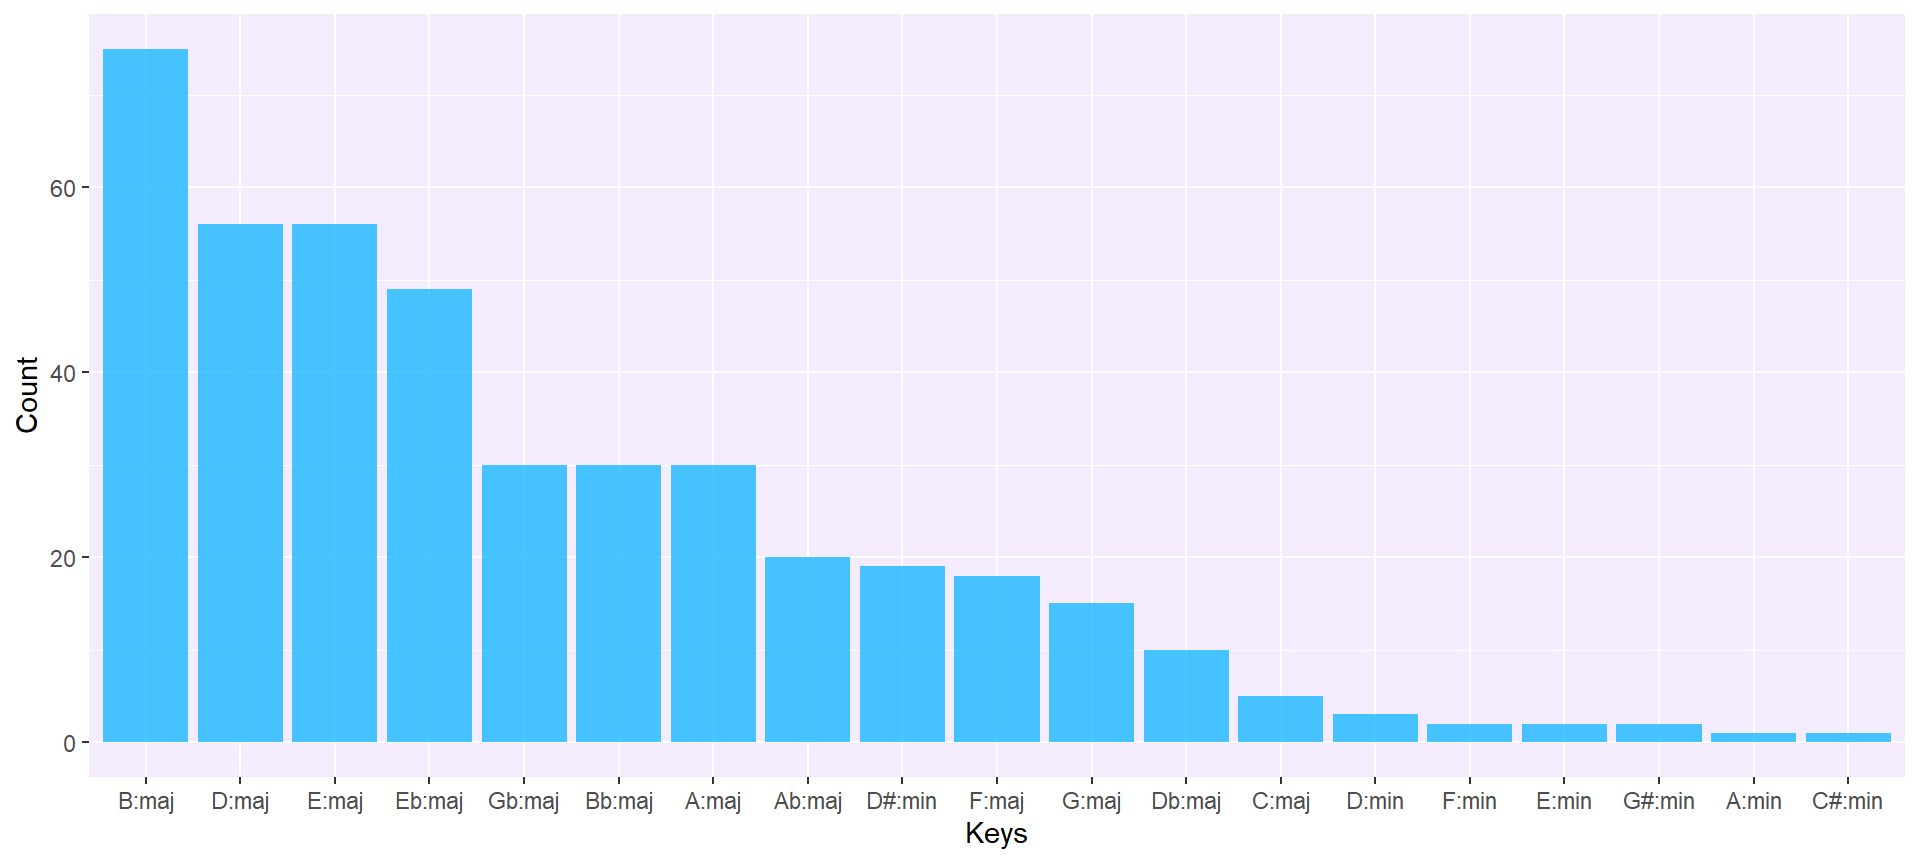 Count
60
40
20
0
B:maj D:maj E:maj Eb:maj Gb:maj Bb:maj A:maj Ab:maj D#:min F:maj G:maj Db:maj C:maj D:min F:min E:min G#:min A:min C#:min
Keys